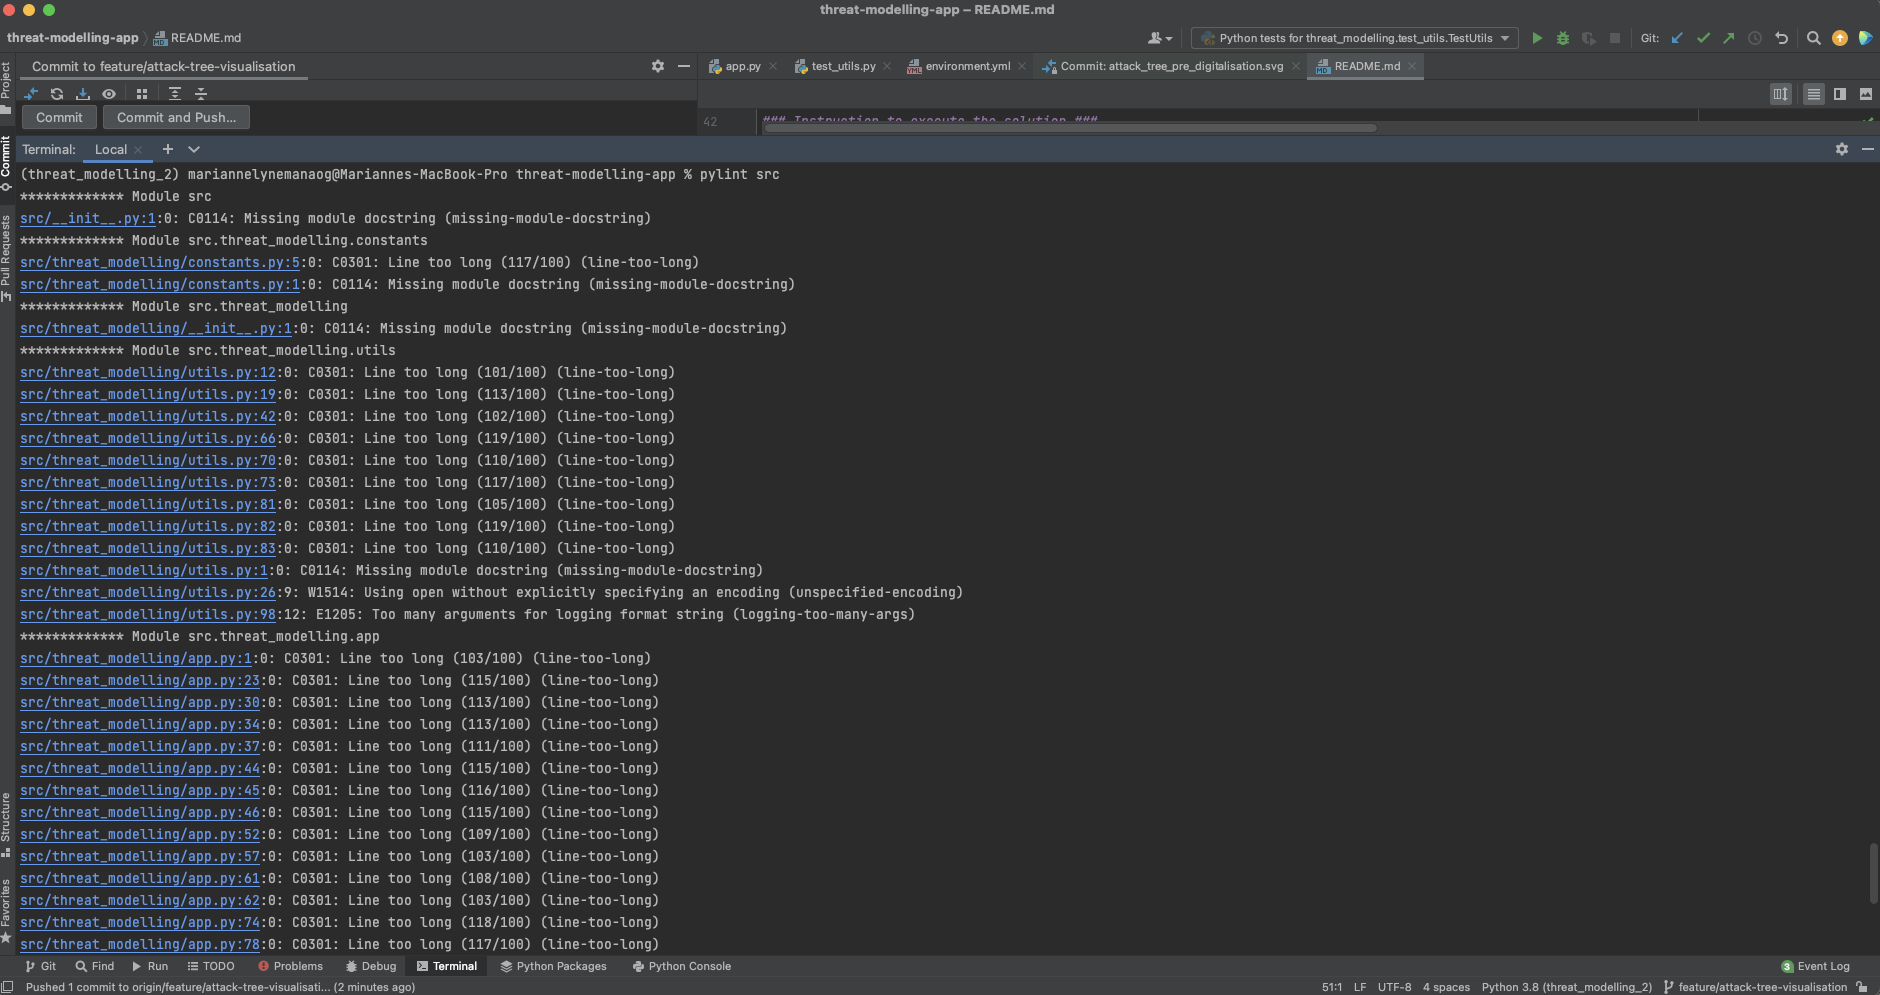 threat-modelling-app – README.md
threat-modelling-app
README.md
Python tests for threat_modelling.test_utils.TestUtils
Git:
Project
Commit to feature/attack-tree-visualisation
app.py
test_utils.py
environment.yml
Commit: attack_tree_pre_digitalisation.svg
README.md
Commit
Commit and Push...
42
### Instruction to execute the solution ###
Commit
Pull Requests
Structure
Favorites
Terminal:
Local
(threat_modelling_2) mariannelynemanaog@Mariannes-MacBook-Pro threat-modelling-app % pylint src
************* Module src
src/__init__.py:1:0: C0114: Missing module docstring (missing-module-docstring)
************* Module src.threat_modelling.constants
src/threat_modelling/constants.py:5:0: C0301: Line too long (117/100) (line-too-long)
src/threat_modelling/constants.py:1:0: C0114: Missing module docstring (missing-module-docstring)
************* Module src.threat_modelling
src/threat_modelling/__init__.py:1:0: C0114: Missing module docstring (missing-module-docstring)
************* Module src.threat_modelling.utils
src/threat_modelling/utils.py:12:0: C0301: Line too long (101/100) (line-too-long)
src/threat_modelling/utils.py:19:0: C0301: Line too long (113/100) (line-too-long)
src/threat_modelling/utils.py:42:0: C0301: Line too long (102/100) (line-too-long)
src/threat_modelling/utils.py:66:0: C0301: Line too long (119/100) (line-too-long)
src/threat_modelling/utils.py:70:0: C0301: Line too long (110/100) (line-too-long)
src/threat_modelling/utils.py:73:0: C0301: Line too long (117/100) (line-too-long)
src/threat_modelling/utils.py:81:0: C0301: Line too long (105/100) (line-too-long)
src/threat_modelling/utils.py:82:0: C0301: Line too long (119/100) (line-too-long)
src/threat_modelling/utils.py:83:0: C0301: Line too long (110/100) (line-too-long)
src/threat_modelling/utils.py:1:0: C0114: Missing module docstring (missing-module-docstring)
src/threat_modelling/utils.py:26:9: W1514: Using open without explicitly specifying an encoding (unspecified-encoding)
src/threat_modelling/utils.py:98:12: E1205: Too many arguments for logging format string (logging-too-many-args)
************* Module src.threat_modelling.app
src/threat_modelling/app.py:1:0: C0301: Line too long (103/100) (line-too-long)
src/threat_modelling/app.py:23:0: C0301: Line too long (115/100) (line-too-long)
src/threat_modelling/app.py:30:0: C0301: Line too long (113/100) (line-too-long)
src/threat_modelling/app.py:34:0: C0301: Line too long (113/100) (line-too-long)
src/threat_modelling/app.py:37:0: C0301: Line too long (111/100) (line-too-long)
src/threat_modelling/app.py:44:0: C0301: Line too long (115/100) (line-too-long)
src/threat_modelling/app.py:45:0: C0301: Line too long (116/100) (line-too-long)
src/threat_modelling/app.py:46:0: C0301: Line too long (115/100) (line-too-long)
src/threat_modelling/app.py:52:0: C0301: Line too long (109/100) (line-too-long)
src/threat_modelling/app.py:57:0: C0301: Line too long (103/100) (line-too-long)
src/threat_modelling/app.py:61:0: C0301: Line too long (108/100) (line-too-long)
src/threat_modelling/app.py:62:0: C0301: Line too long (103/100) (line-too-long)
src/threat_modelling/app.py:74:0: C0301: Line too long (118/100) (line-too-long)
src/threat_modelling/app.py:78:0: C0301: Line too long (117/100) (line-too-long)
Git
Find
Run
TODO
Problems
Debug
Terminal
Python Packages
Python Console
3 Event Log
Pushed 1 commit to origin/feature/attack-tree-visualisati... (2 minutes ago)
51:1
LF
UTF-8
4 spaces
Python 3.8 (threat_modelling_2)
feature/attack-tree-visualisation